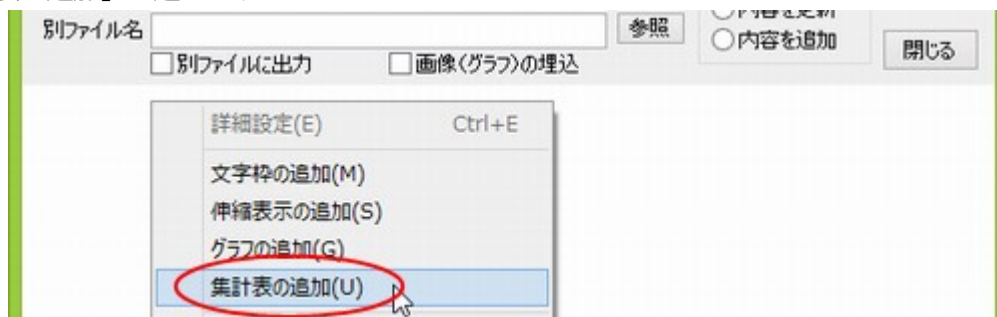 別ファイル名
参照
内容を追加
閉じる
別ファイルに出力
画像(グラフ)の埋込
詳細設定(E) Ctrl+E
文字枠の追加(M)
伸縮表示の追加(S)
グラフの追加(G)
集計表の追加(U)